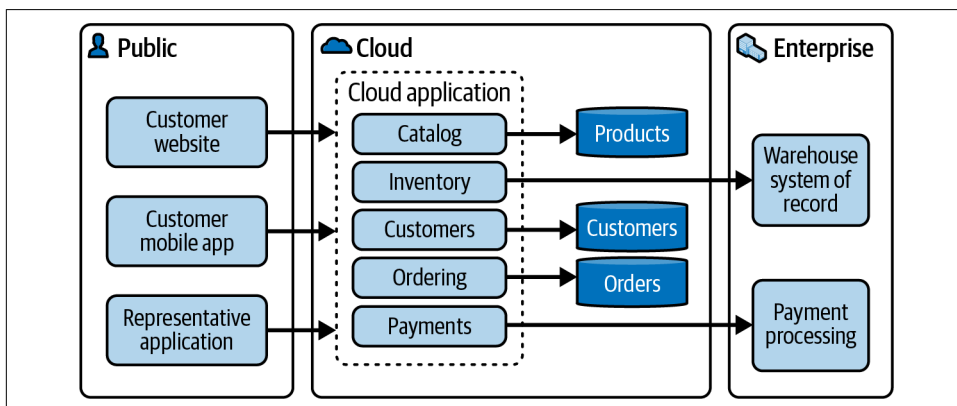 Public
Customer
website
Customer
mobile app
Representative
application
Cloud
Cloud application
Catalog
Products
Inventory
Customers
Customers
Ordering
Orders
Payments
Enterprise
Warehouse
system of
record
Payment
processing